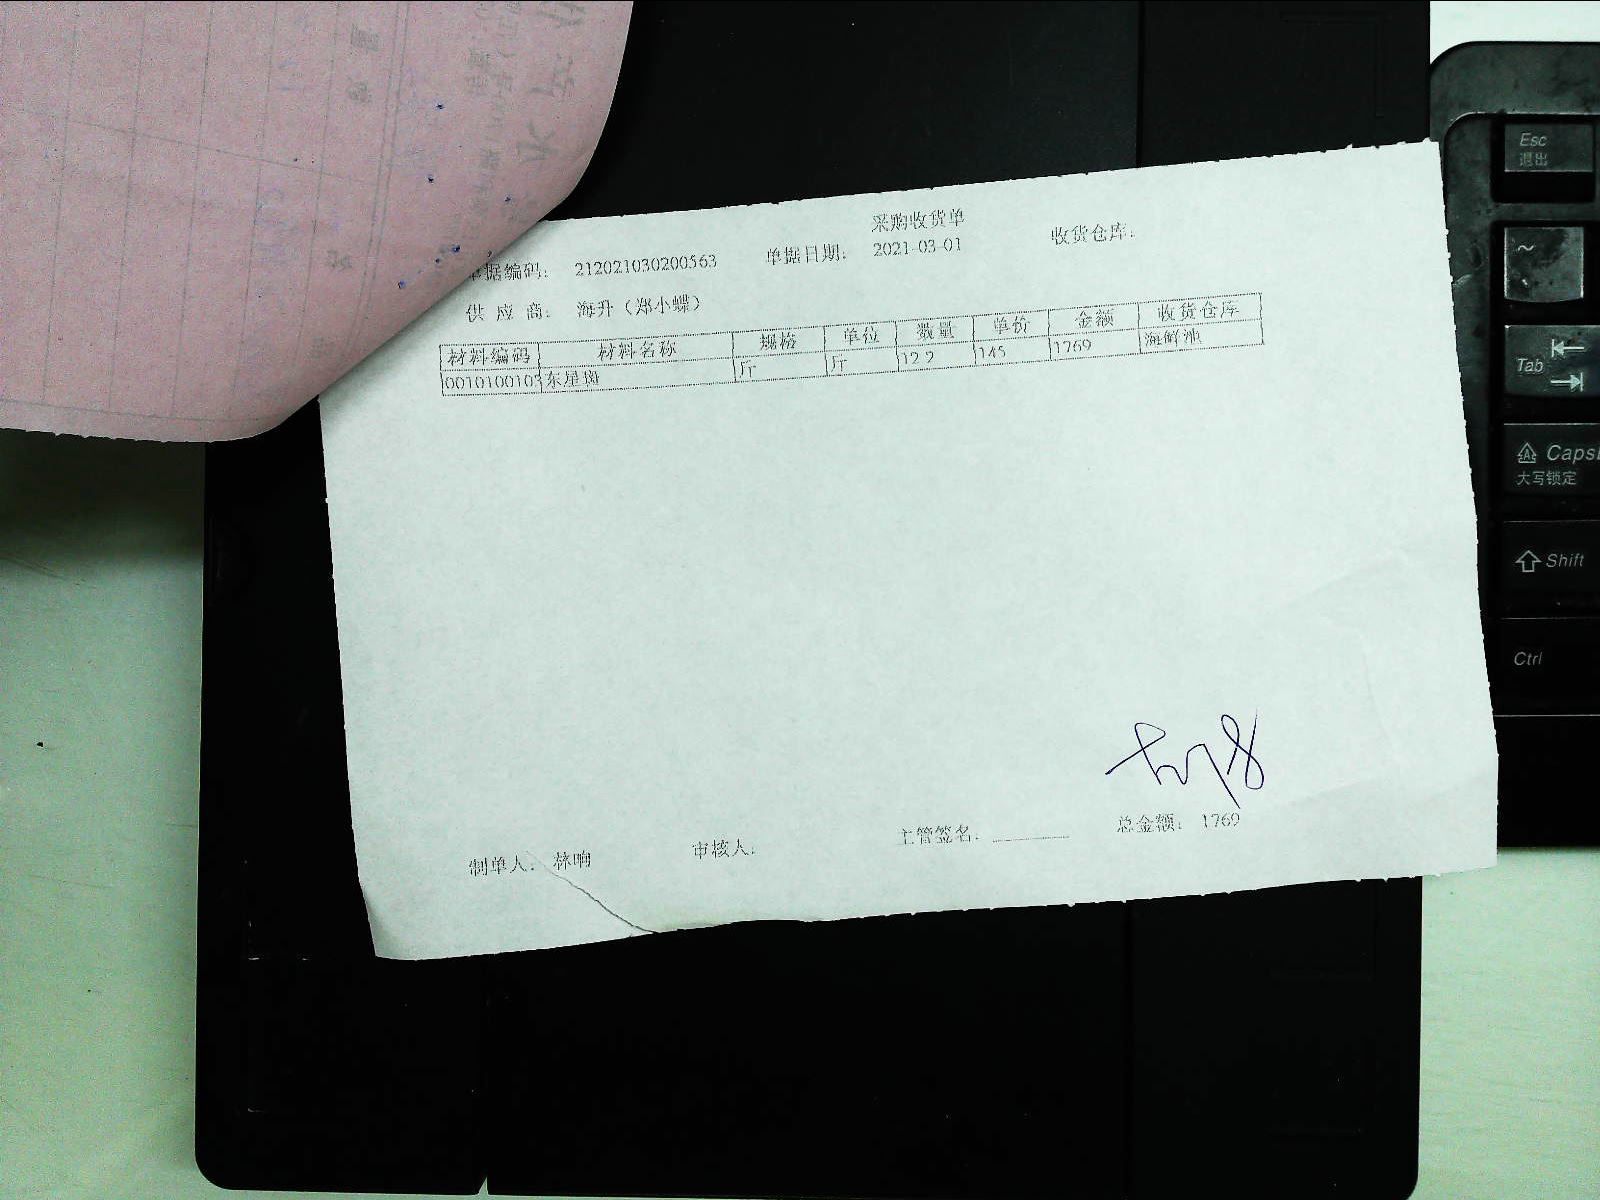 采购收货单
单据编码： 212021030200563 单据日期： 2021-03-01 收货仓库：
供 应 商： 海升（郑小蝶）
材料编码 材料名称 规格 单位 数量 单价 金额 收货仓库
0010100103 东星斑 斤 斤 12.2 145 1769 海鲜池
制单人： 林响 审核人： 主管签名： 总金额： 1769
Esc
退出
~
Tab
Caps
大写锁定
Shift
Ctrl